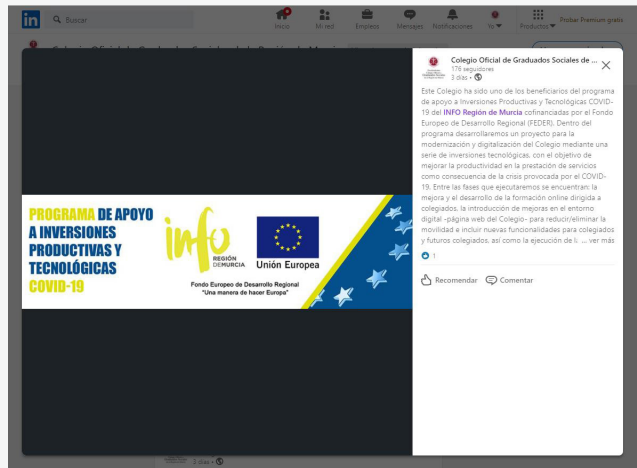 in
Buscar
Inicio
Mi red
Empleos
Mensajes
Notificaciones
Yo
Productos
Probar Premium gratis
PROGRAMA DE APOYO
A INVERSIONES
PRODUCTIVAS Y
TECNOLÓGICAS
COVID-19
info
REGIÓN
DEMURCIA
Unión Europea
Fondo Europeo de Desarrollo Regional
"Una manera de hacer Europa"
Colegio Oficial de Graduados Sociales de ...
176 seguidores
3 días •
Este Colegio ha sido uno de los beneficiarios del programa
de apoyo a Inversiones Productivas y Tecnológicas COVID-
19 del INFO Región de Murcia cofinanciadas por el Fondo
Europeo de Desarrollo Regional (FEDER). Dentro del
programa desarrollaremos un proyecto para la
modernización y digitalización del Colegio mediante una
serie de inversiones tecnológicas, con el objetivo de
mejorar la productividad en la prestación de servicios
como consecuencia de la crisis provocada por el COVID-
19. Entre las fases que ejecutaremos se encuentran: la
mejora y el desarrollo de la formación online dirigida a
colegiados, la introducción de mejoras en el entorno
digital -página web del Colegio- para reducir/eliminar la
movilidad e incluir nuevas funcionalidades para colegiados
y futuros colegiados, así como la ejecución de l ... ver más
1
Recomendar
Comentar
3 días •